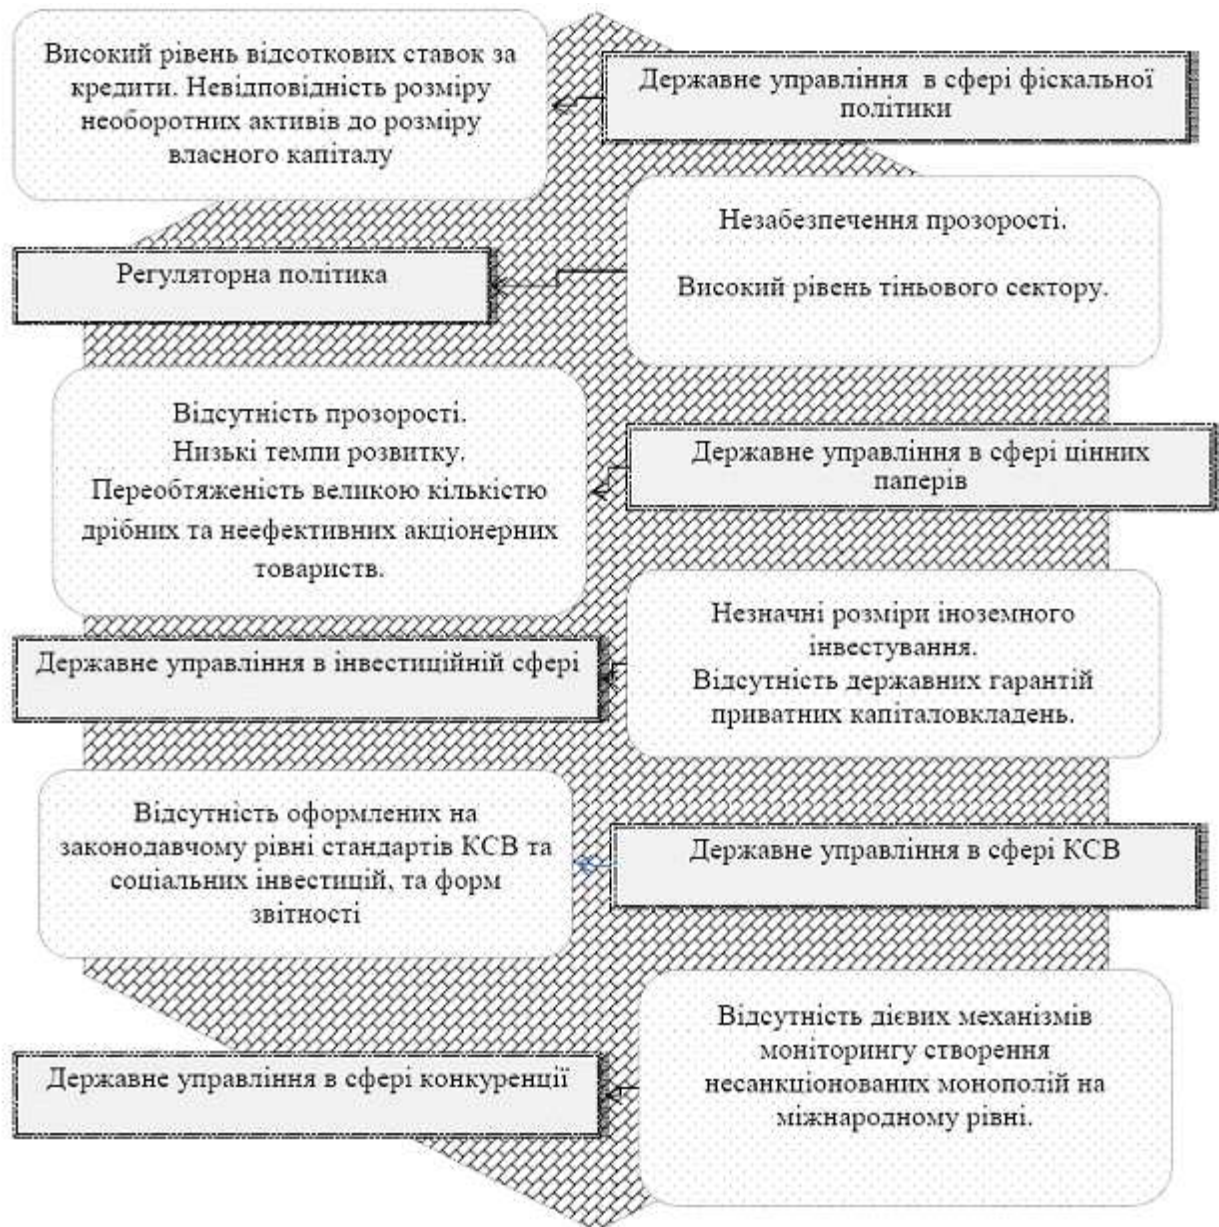 Високий рівень відсоткових ставок за
кредити. Невідповідність розміру
необоротних активів до розміру
власного капіталу
Державне управління в сфері фіскальної
політики
Незабезпечення прозорості.
Високий рівень тіньового сектору.
Регуляторна політика
Відсутність прозорості.
Низькі темпи розвитку.
Переобтяженість великою кількістю
дрібних та неефективних акціонерних
товариств.
Державне управління в сфері цінних
паперів
Незначні розміри іноземного
інвестування.
Відсутність державних гарантій
приватних капіталовкладень.
Державне управління в інвестиційній сфері
Відсутність оформлених на
законодавчому рівні стандартів КСВ та
соціальних інвестицій, та форм
звітності
Державне управління в сфері КСВ
Відсутність дієвих механізмів
моніторингу створення
несанкціонованих монополій на
міжнародному рівні.
Державне управління в сфері конкуренції